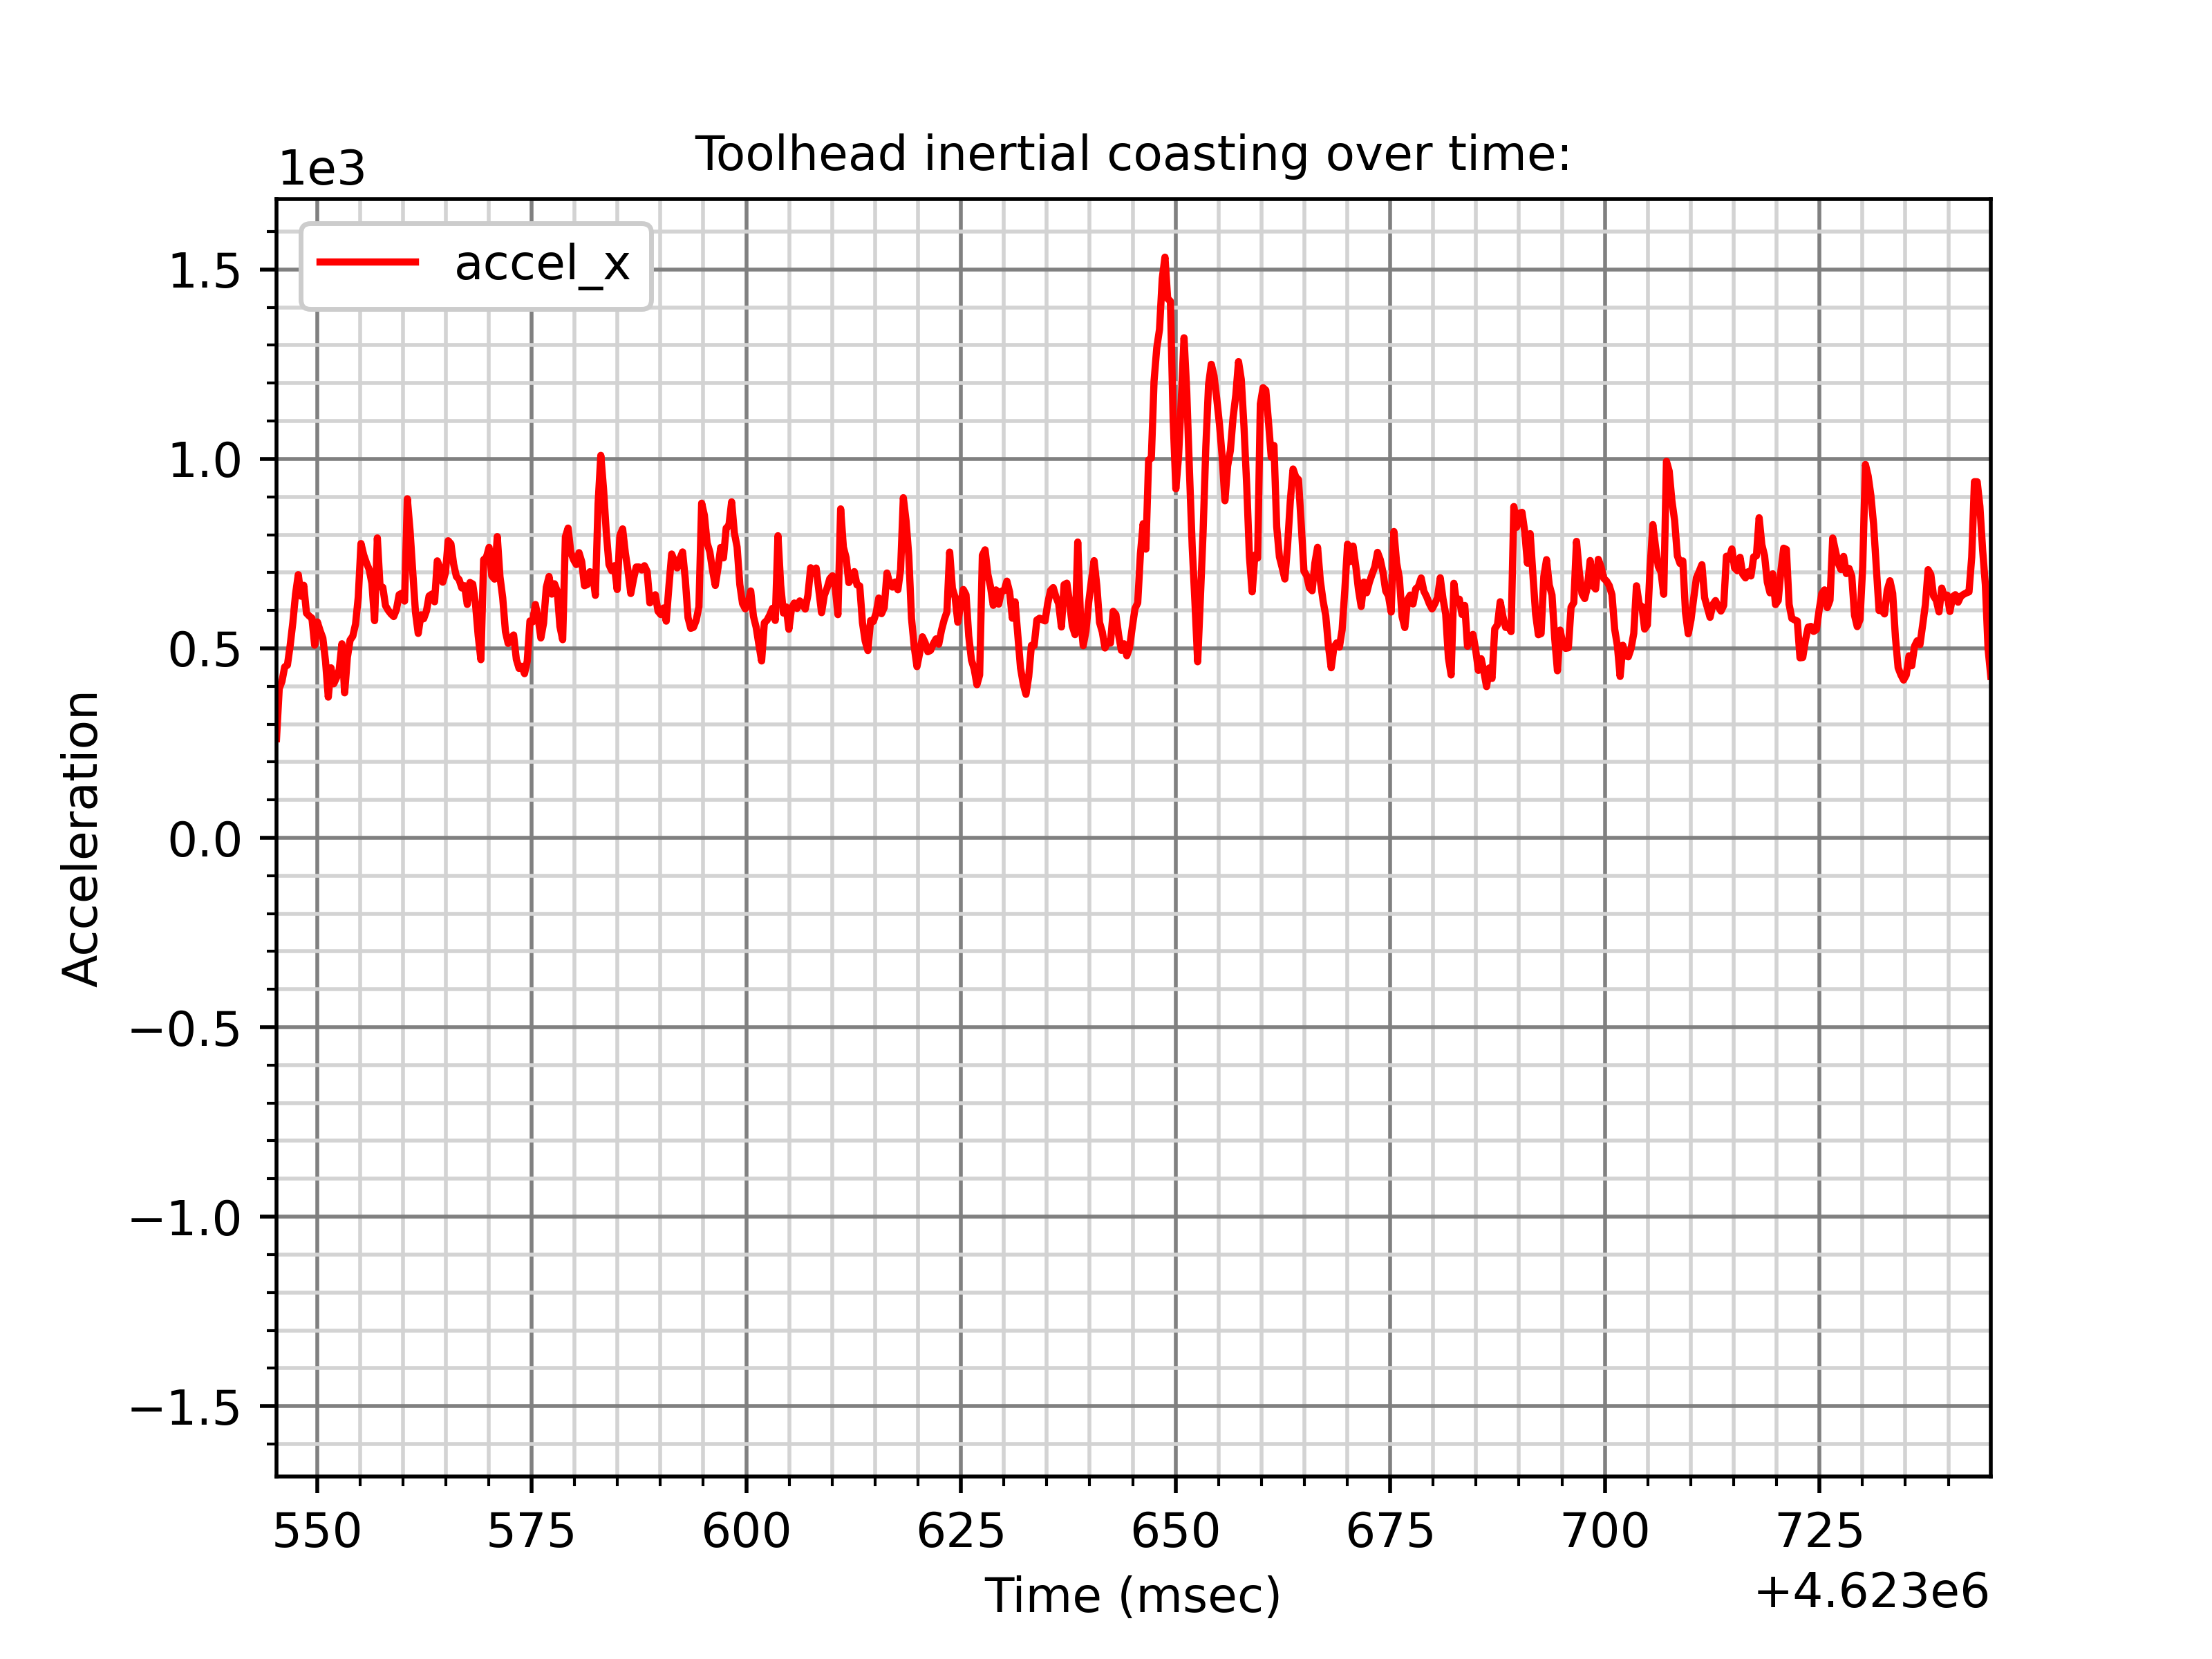 Toolhead inertial coasting over time:
1e3
accel_x
1.5
1.0
0.5
0.0
−0.5
−1.0
−1.5
Acceleration
550 575 600 625 650 675 700 725
Time (msec)
+4.623e6